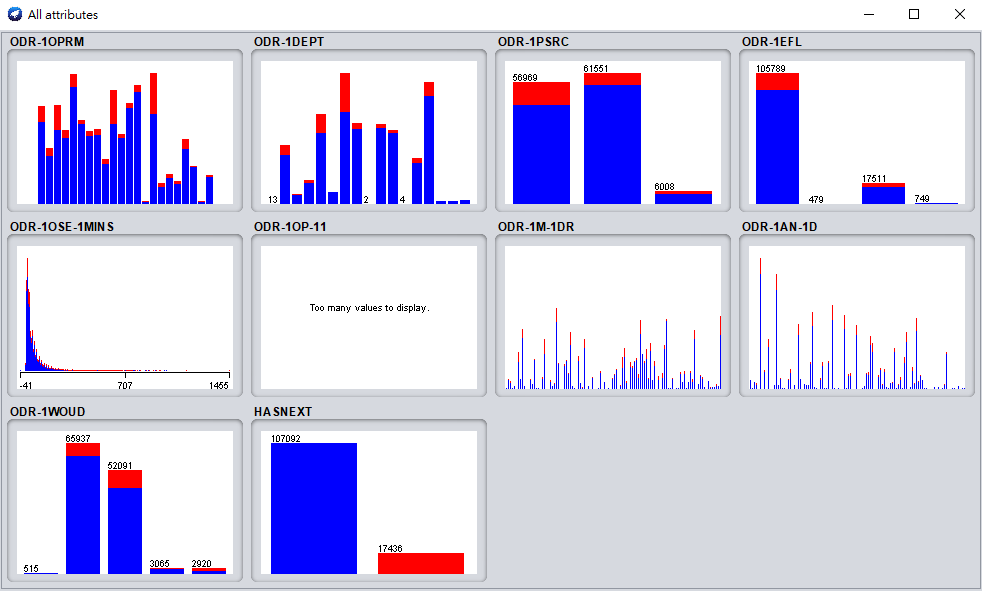 All attributes
ODR-1OPRM
ODR-1DEPT
13
2
4
ODR-1PSRC
56969
61551
6008
ODR-1EFL
105789
479
17511
749
ODR-1OSE-1MINS
-41
707
1455
ODR-1OP-11
Too many values to display.
ODR-1M-1DR
ODR-1AN-1D
ODR-1WOUD
515
65937
52091
3065
2920
HASNEXT
107092
17436